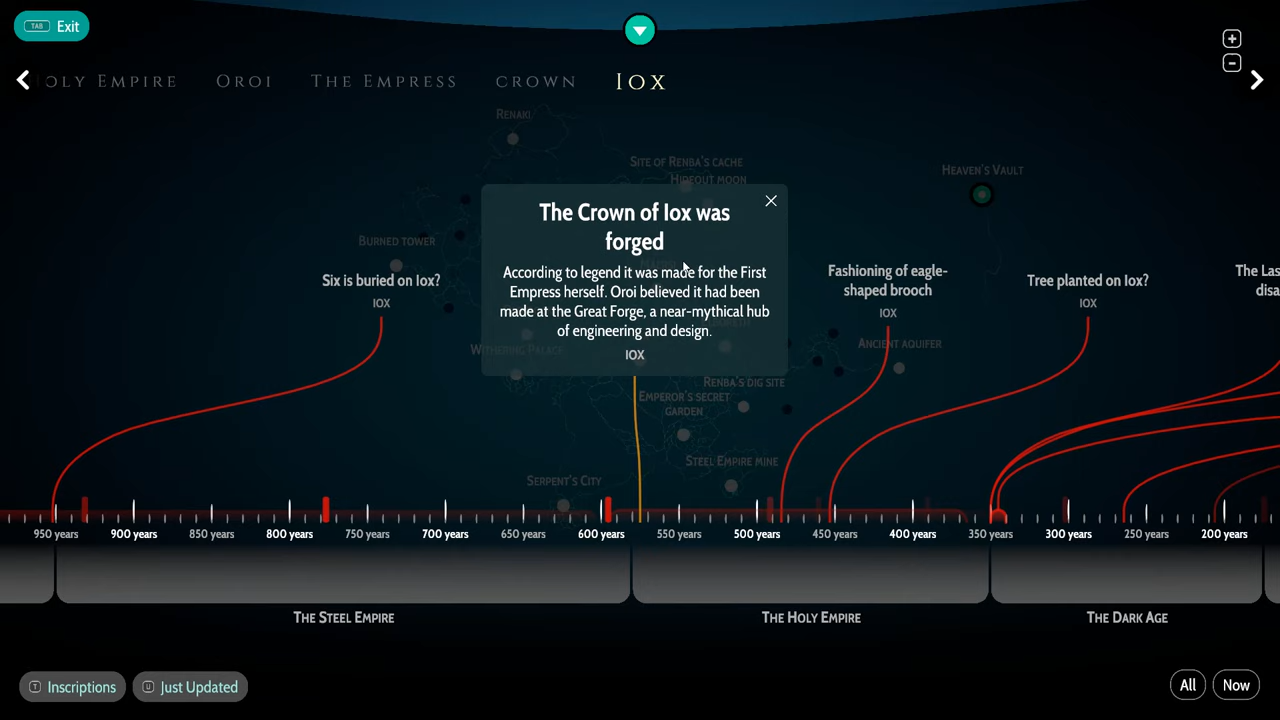 TAB Exit
OLY EMPIRE OROI THE EMPRESS CROWN IOX
RENAKI
SITE OF RENBA'S CACHE
HIDEOUT MOON
HEAVEN'S VAULT
The Crown of Iox was
forged
According to legend it was made for the First
Empress herself. Oroi believed it had been
made at the Great Forge, a near-mythical hub
of engineering and design.
IOX
BURNED TOWER
Six is buried on Iox?
IOX
Fashioning of eagle-
shaped brooch
IOX
Tree planted on Iox?
IOX
The Las
disa
WITHERING PALACE
ANCIENT AQUIFER
RENBA'S DIG SITE
EMPEROR'S SECRET
GARDEN
STEEL EMPIRE MINE
SERPENT'S CITY
950 years 900 years 850 years 800 years 750 years 700 years 650 years 600 years 550 years 500 years 450 years 400 years 350 years 300 years 250 years 200 years
THE STEEL EMPIRE THE HOLY EMPIRE THE DARK AGE
T Inscriptions U Just Updated All Now